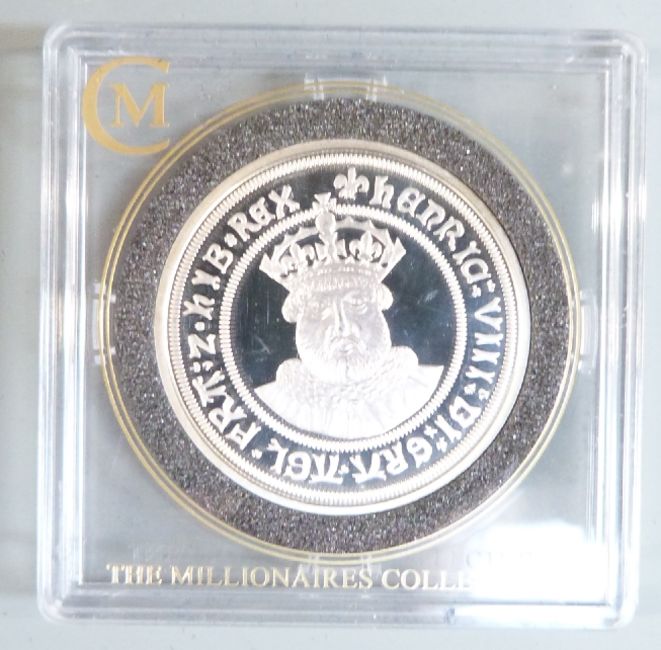 CM
HENRIC: VIII: DI: GRA: AGL: FRA: Z: HIB: REX
THE MILLIONAIRES